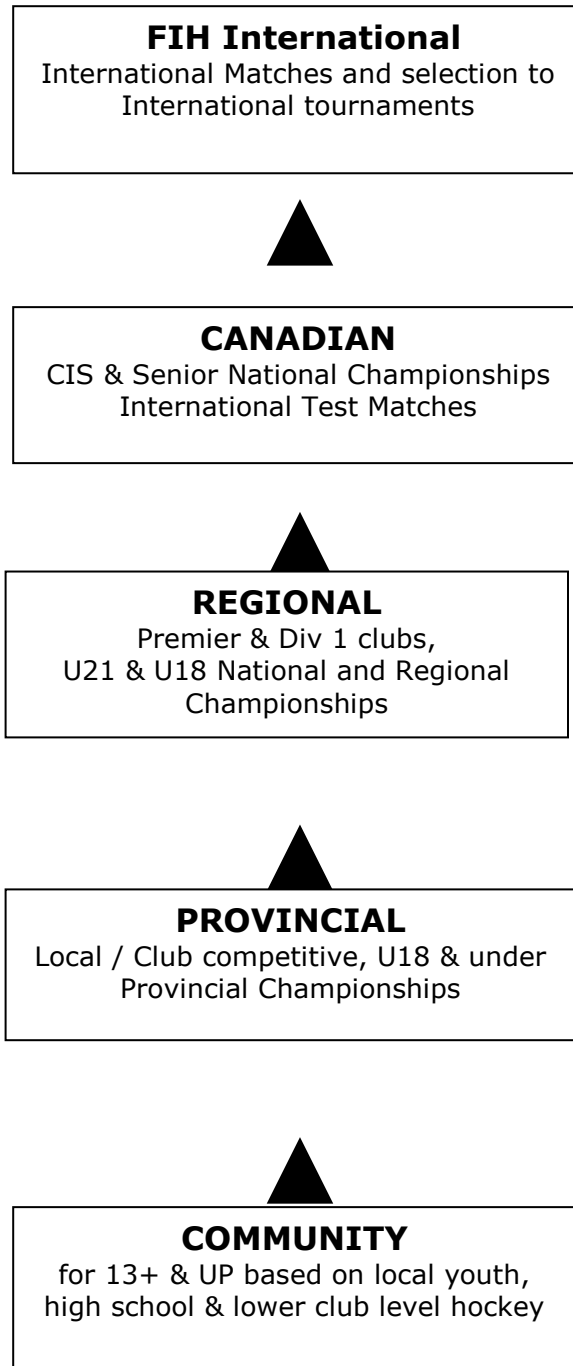 FIH International
International Matches and selection to
International tournaments
CANADIAN
CIS & Senior National Championships
International Test Matches
REGIONAL
Premier & Div 1 clubs,
U21 & U18 National and Regional
Championships
PROVINCIAL
Local / Club competitive, U18 & under
Provincial Championships
COMMUNITY
for 13+ & UP based on local youth,
high school & lower club level hockey